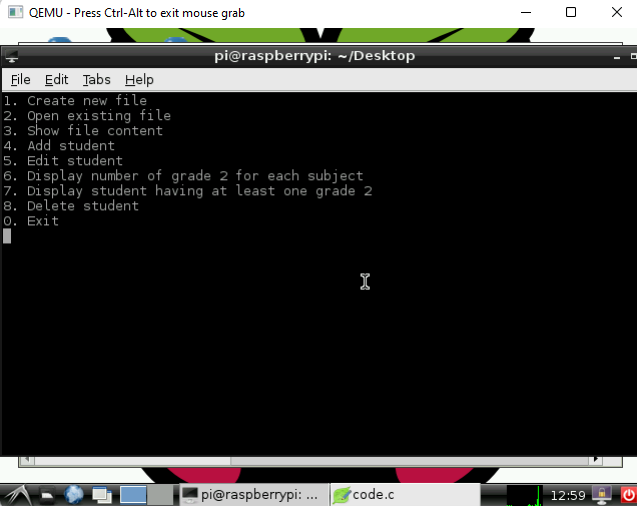 QEMU - Press Ctrl-Alt to exit mouse grab
pi@raspberrypi: ~/Desktop
File Edit Tabs Help
1. Create new file
2. Open existing file
3. Show file content
4. Add student
5. Edit student
6. Display number of grade 2 for each subject
7. Display student having at least one grade 2
8. Delete student
0. Exit
pi@raspberrypi: ... code.c 12:59